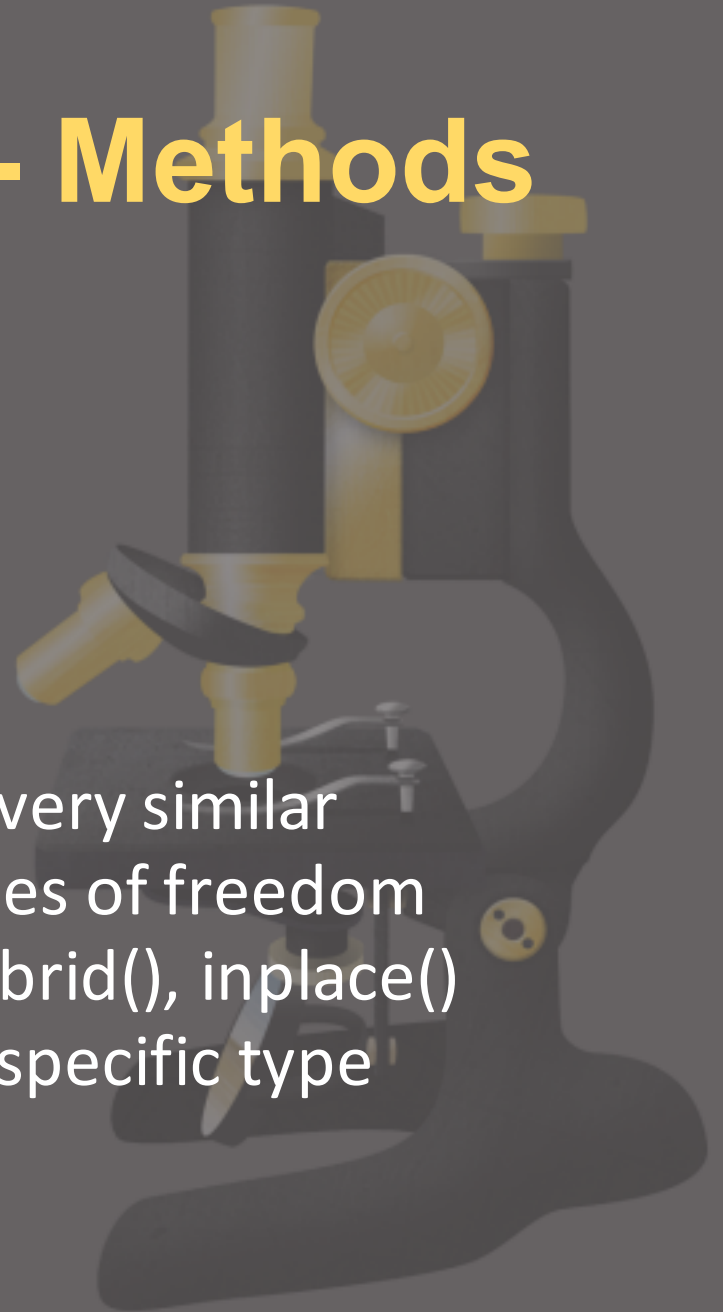 - Methods
very similar
es of freedom
brid(), inplace()
specific type